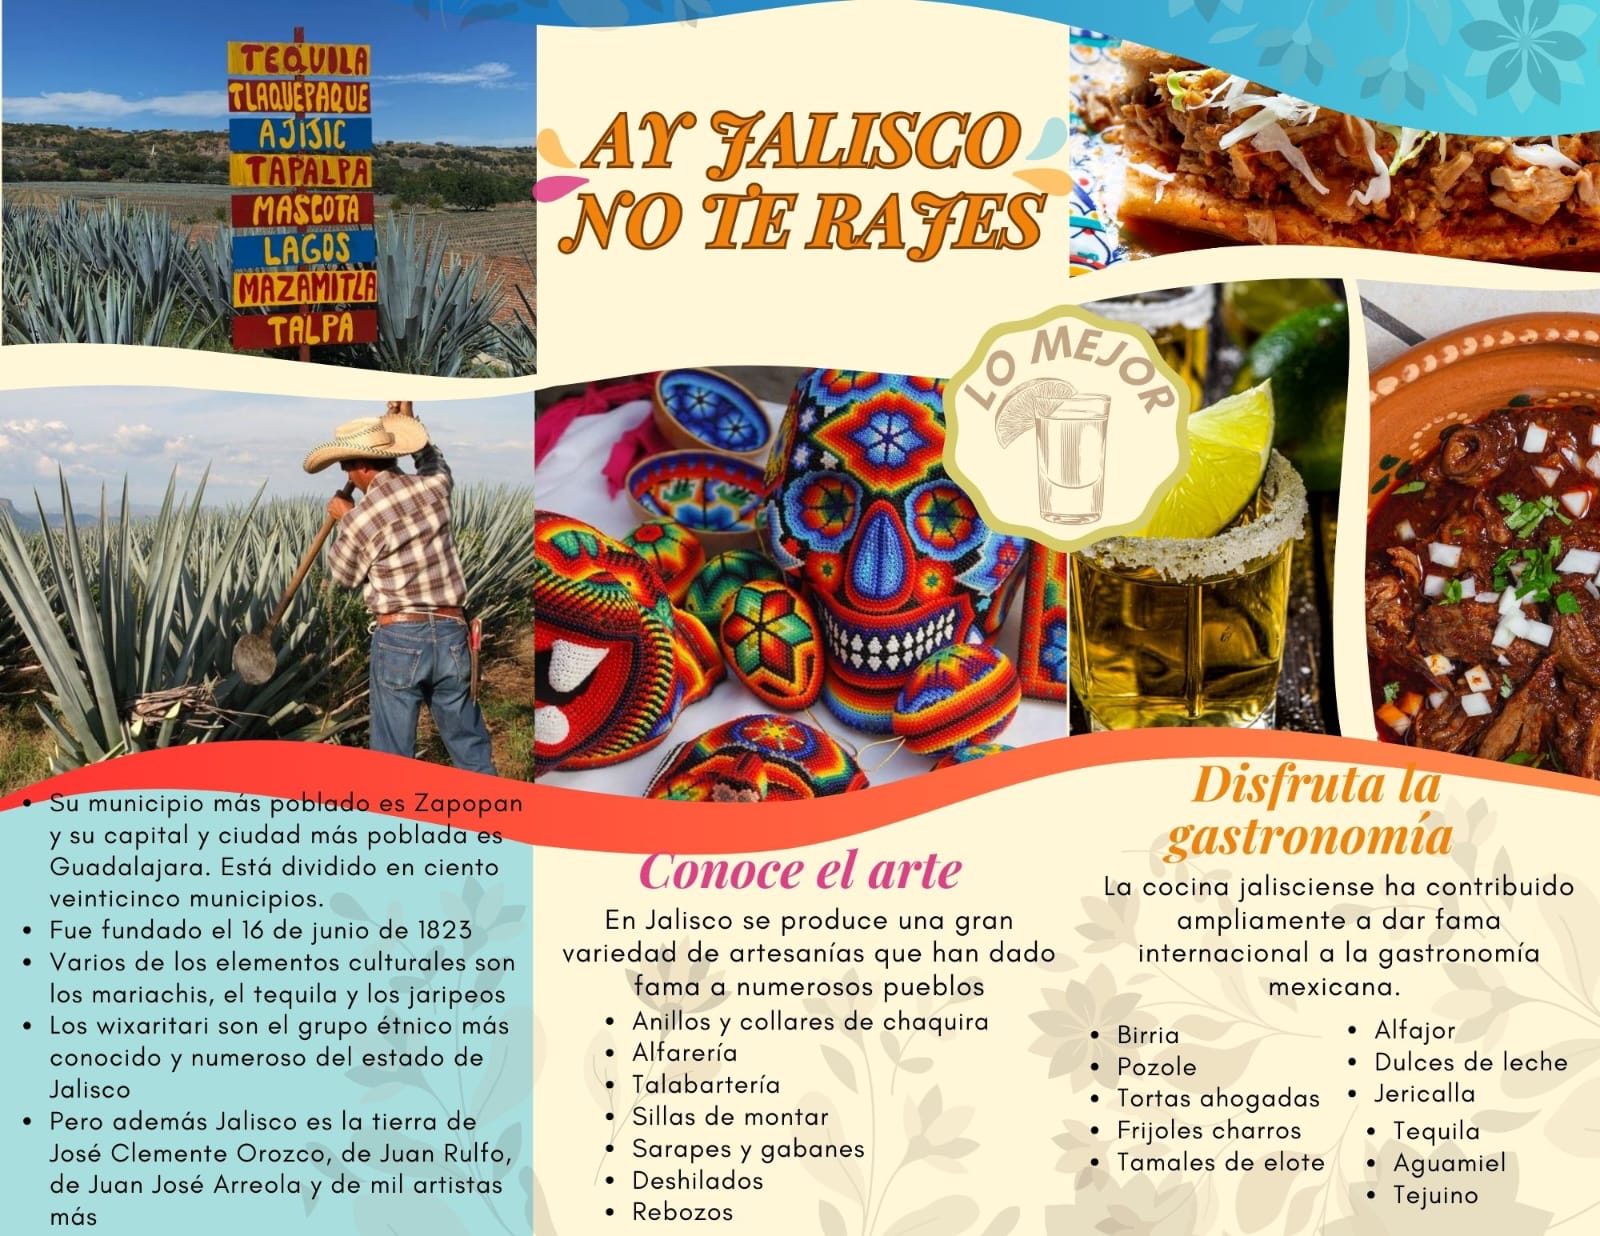 TEQUILA
TLAQUEPAQUE
AJIJIC
TAPALPA
MASCOTA
LAGOS
MAZAMITLA
TALPA
AY JALISCO
NO TE RAJES
LO MEJOR
• Su municipio más poblado es Zapopan
y su capital y ciudad más poblada es
Guadalajara. Está dividido en ciento
veinticinco municipios.
• Fue fundado el 16 de junio de 1823
• Varios de los elementos culturales son
los mariachis, el tequila y los jaripeos
• Los wixaritari son el grupo étnico más
conocido y numeroso del estado de
Jalisco
• Pero además Jalisco es la tierra de
José Clemente Orozco, de Juan Rulfo,
de Juan José Arreola y de mil artistas
más
Conoce el arte
En Jalisco se produce una gran
variedad de artesanías que han dado
fama a numerosos pueblos
• Anillos y collares de chaquira
• Alfarería
• Talabartería
• Sillas de montar
• Sarapes y gabanes
• Deshilados
• Rebozos
Disfruta la
gastronomía
La cocina jalisciense ha contribuido
ampliamente a dar fama
internacional a la gastronomía
mexicana.
• Birria
• Pozole
• Tortas ahogadas
• Frijoles charros
• Tamales de elote
• Alfajor
• Dulces de leche
• Jericalla
• Tequila
• Aguamiel
• Tejuino